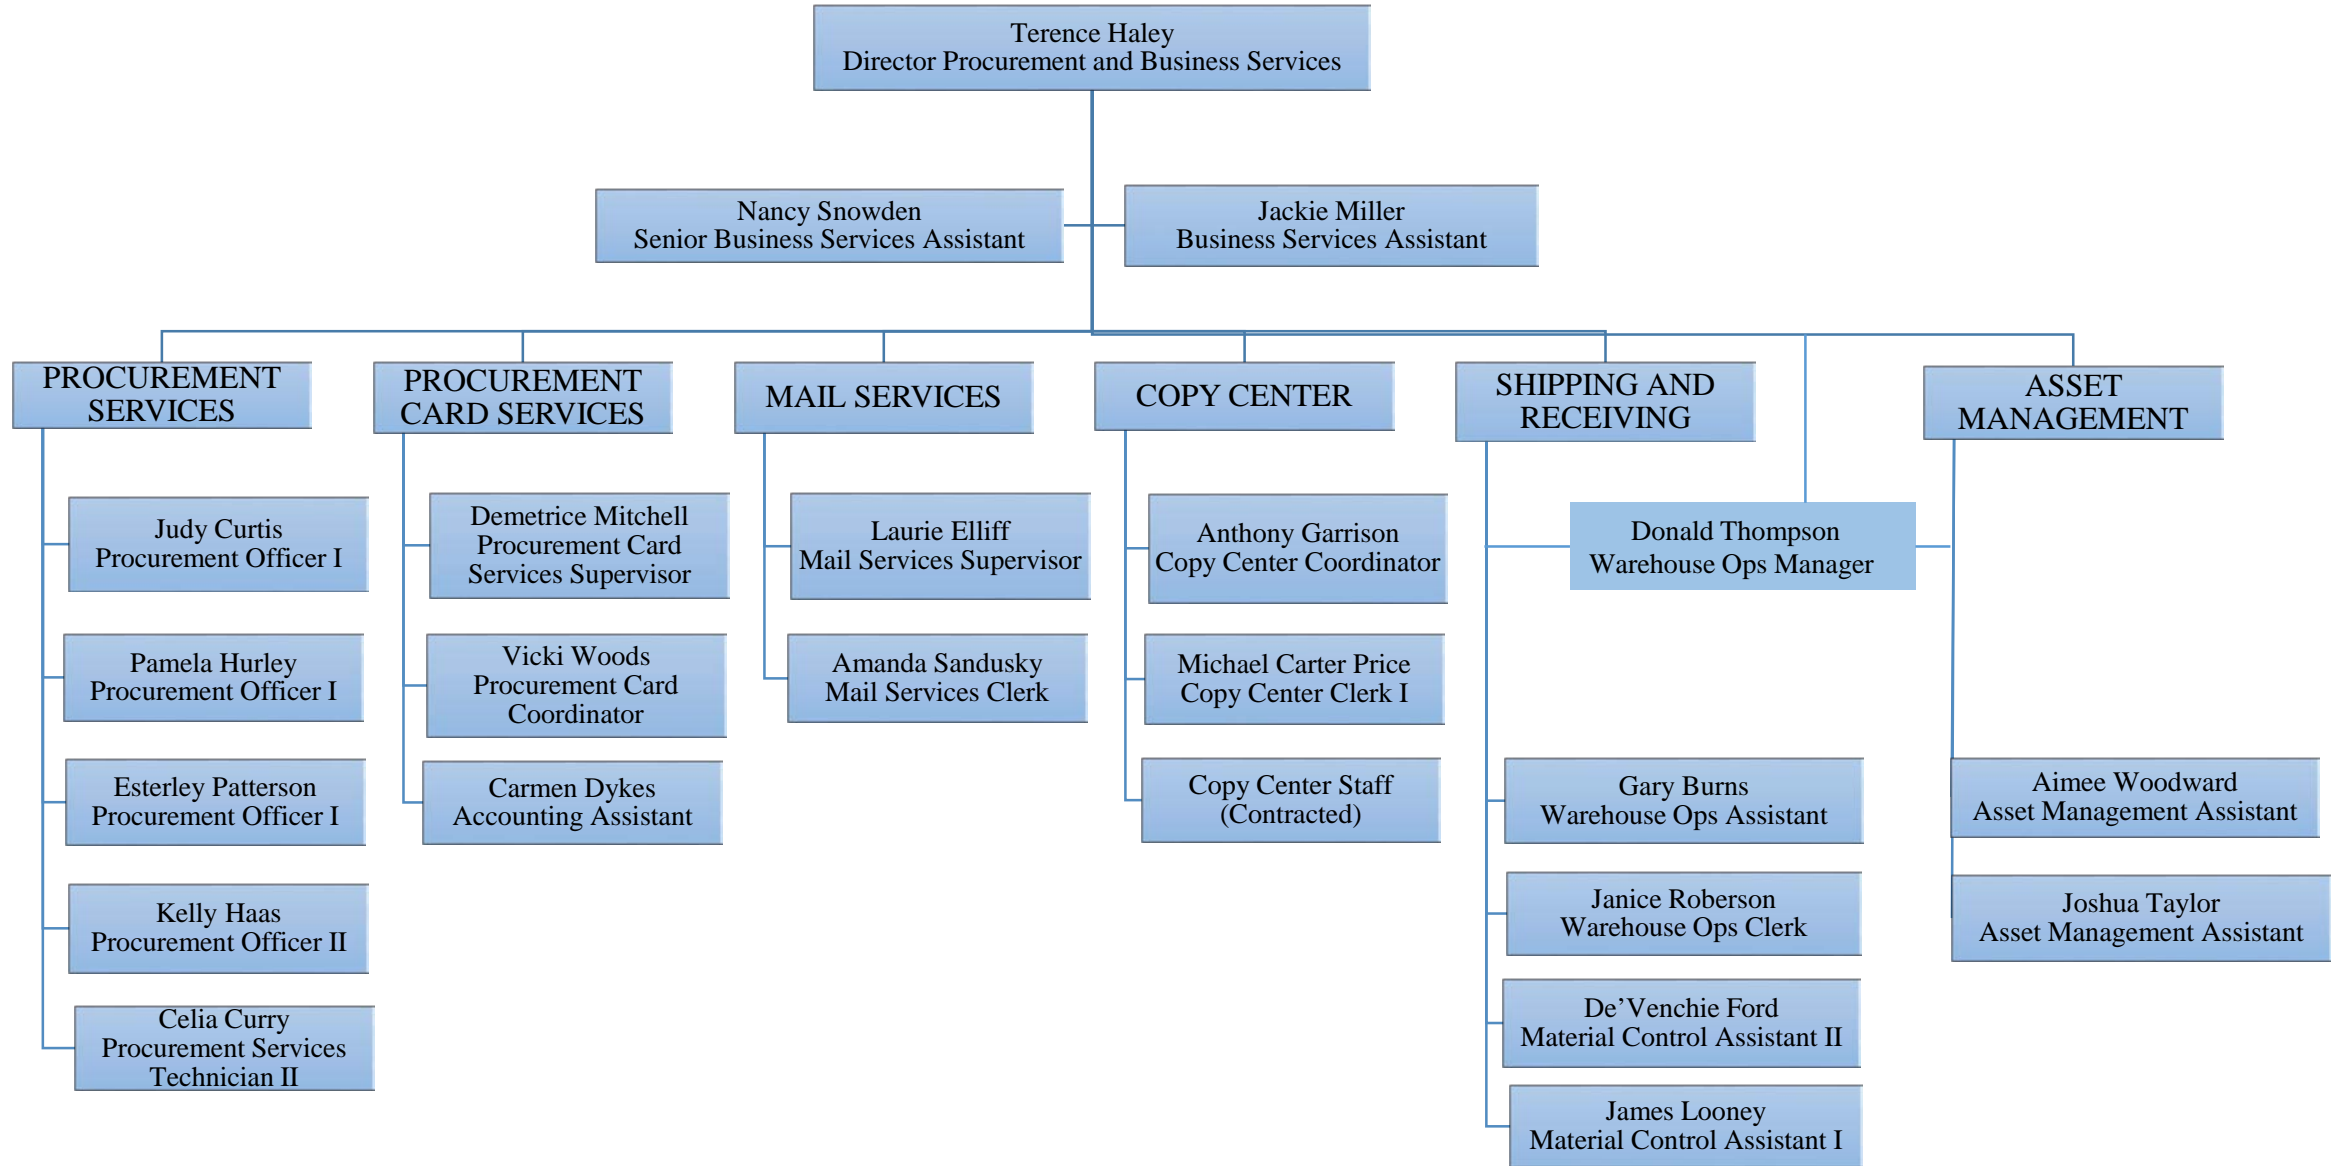 Terence Haley
Director Procurement and Business Services
Nancy Snowden
Senior Business Services Assistant
Jackie Miller
Business Services Assistant
PROCUREMENT
SERVICES
Judy Curtis
Procurement Officer I
Pamela Hurley
Procurement Officer I
Esterley Patterson
Procurement Officer I
Kelly Haas
Procurement Officer II
Celia Curry
Procurement Services
Technician II
PROCUREMENT
CARD SERVICES
Demetrice Mitchell
Procurement Card
Services Supervisor
Vicki Woods
Procurement Card
Coordinator
Carmen Dykes
Accounting Assistant
MAIL SERVICES
Laurie Elliff
Mail Services Supervisor
Amanda Sandusky
Mail Services Clerk
COPY CENTER
Anthony Garrison
Copy Center Coordinator
Michael Carter Price
Copy Center Clerk I
Copy Center Staff
(Contracted)
SHIPPING AND
RECEIVING
Donald Thompson
Warehouse Ops Manager
Gary Burns
Warehouse Ops Assistant
Janice Roberson
Warehouse Ops Clerk
De’Venchie Ford
Material Control Assistant II
James Looney
Material Control Assistant I
ASSET
MANAGEMENT
Aimee Woodward
Asset Management Assistant
Joshua Taylor
Asset Management Assistant